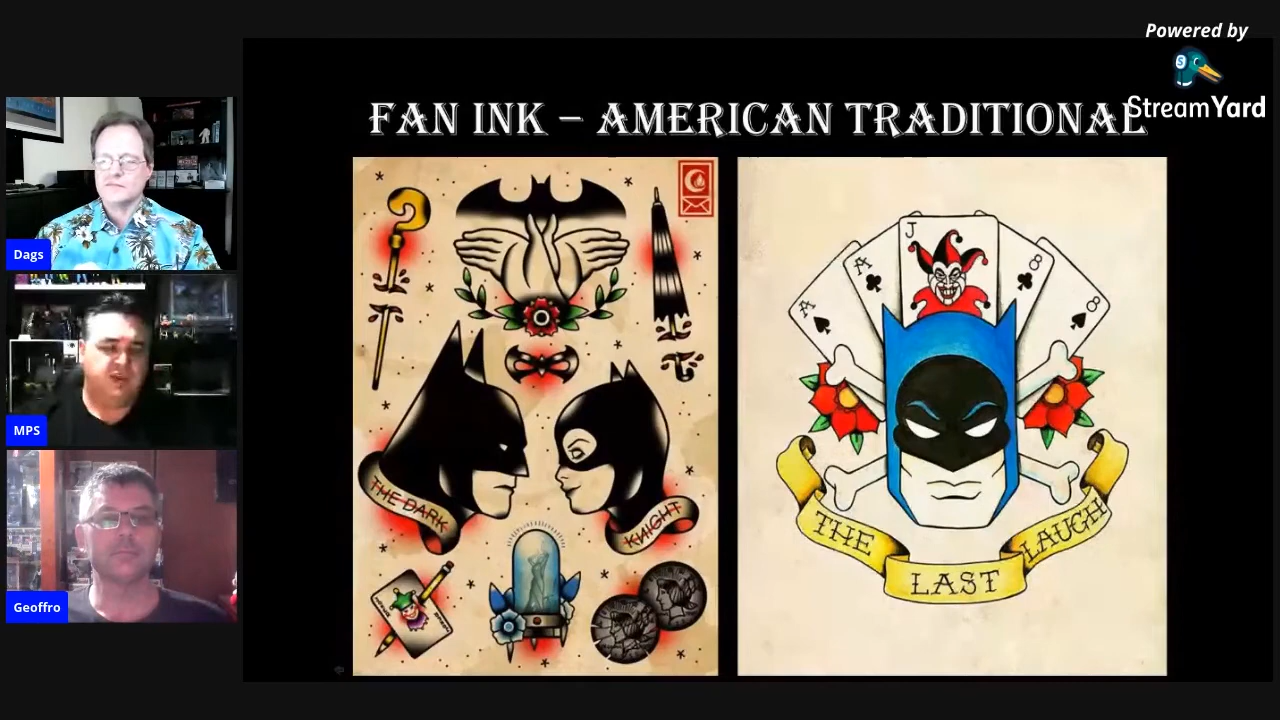 Powered by
StreamYard
FAN INK – AMERICAN TRADITIONAL
Dags
MPS
Geoffro
THE DARK
KNIGHT
J
A
8
A
8
THE
LAST
LAUGH